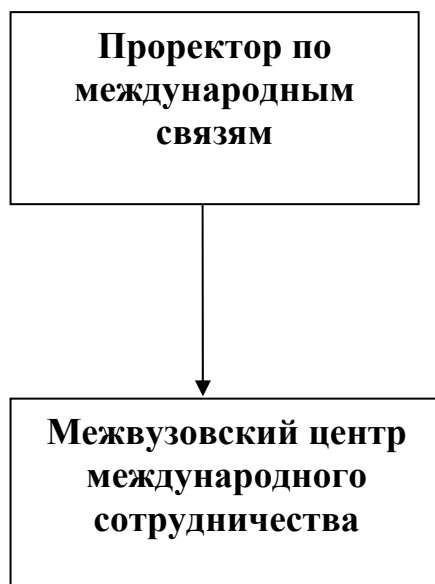 Проректор по
международным
связям
Межвузовский центр
международного
сотрудничества